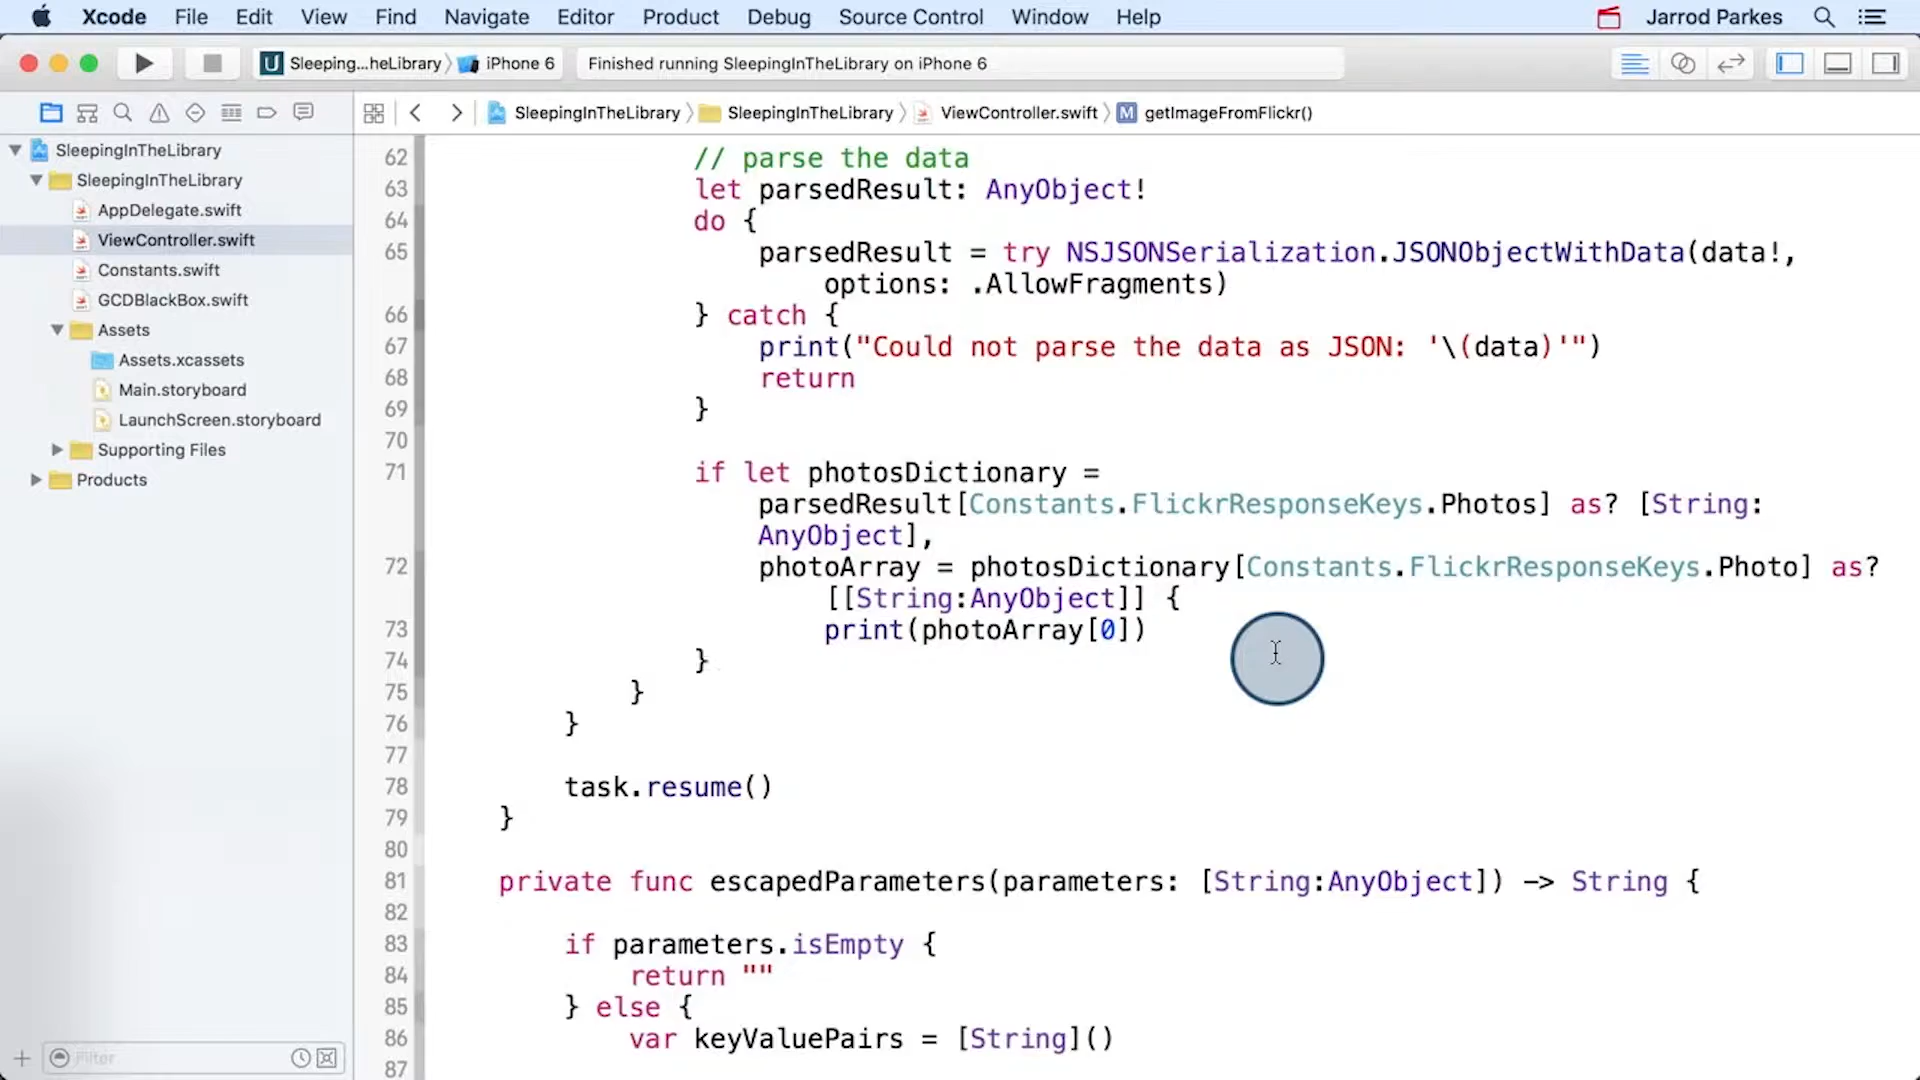 Xcode File Edit View Find Navigate Editor Product Debug Source Control Window Help Jarrod Parkes
Sleeping...heLibrary iPhone 6 Finished running SleepingInTheLibrary on iPhone 6
SleepingInTheLibrary SleepingInTheLibrary ViewController.swift M getImageFromFlickr()
SleepingInTheLibrary
SleepingInTheLibrary
AppDelegate.swift
ViewController.swift
Constants.swift
GCDBlackBox.swift
Assets
Assets.xcassets
Main.storyboard
LaunchScreen.storyboard
Supporting Files
Products
Filter
62 // parse the data
63 let parsedResult: AnyObject!
64 do {
65 parsedResult = try NSJSONSerialization.JSONObjectWithData(data!,
options: .AllowFragments)
66 } catch {
67 print("Could not parse the data as JSON: '\(data)'")
68 return
69 }
70
71 if let photosDictionary =
parsedResult[Constants.FlickrResponseKeys.Photos] as? [String:
AnyObject],
72 photoArray = photosDictionary[Constants.FlickrResponseKeys.Photo] as?
[[String:AnyObject]] {
73 print(photoArray[0])
74 }
75 }
76 }
77
78 task.resume()
79 }
80
81 private func escapedParameters(parameters: [String:AnyObject]) -> String {
82
83 if parameters.isEmpty {
84 return ""
85 } else {
86 var keyValuePairs = [String]()
87